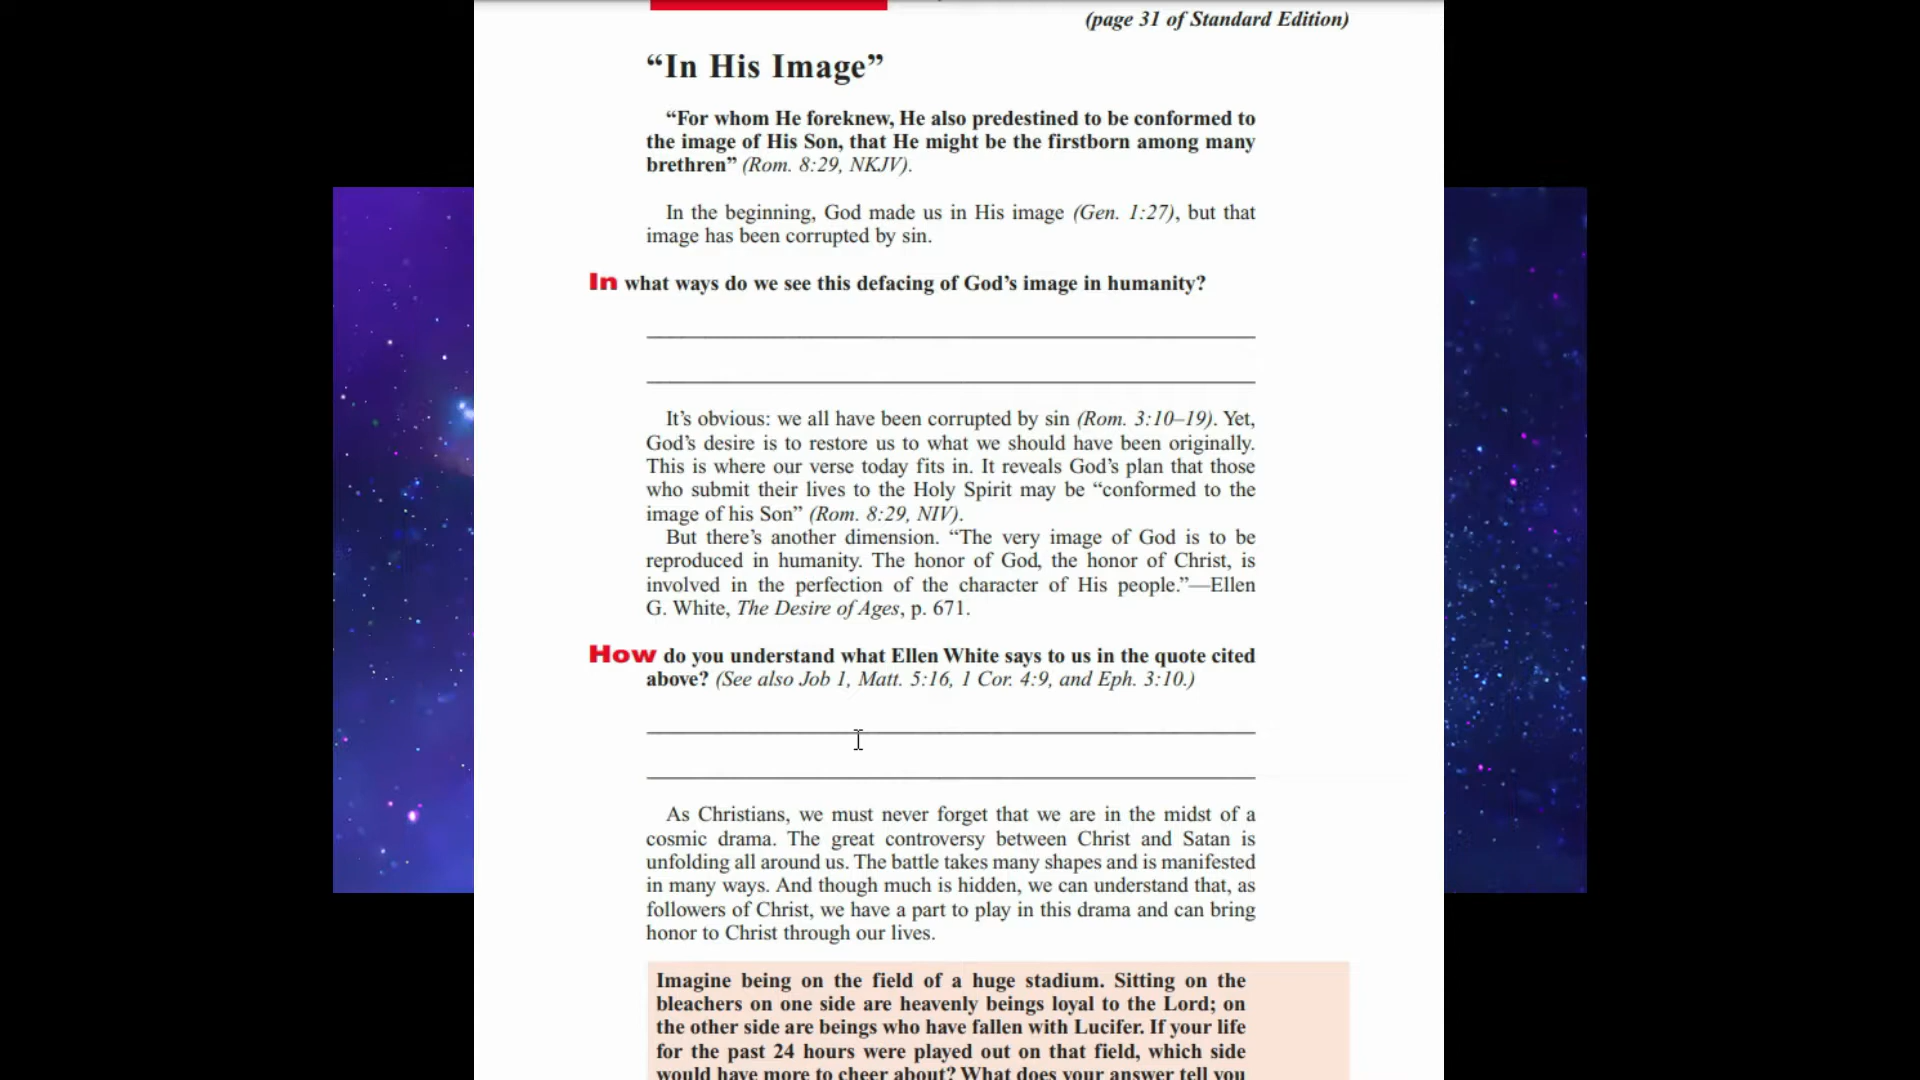 (page 31 of Standard Edition)
“In His Image”
“For whom He foreknew, He also predestined to be conformed to
the image of His Son, that He might be the firstborn among many
brethren” (Rom. 8:29, NKJV).
In the beginning, God made us in His image (Gen. 1:27), but that
image has been corrupted by sin.
In what ways do we see this defacing of God’s image in humanity?
It’s obvious: we all have been corrupted by sin (Rom. 3:10–19). Yet,
God’s desire is to restore us to what we should have been originally.
This is where our verse today fits in. It reveals God’s plan that those
who submit their lives to the Holy Spirit may be “conformed to the
image of his Son” (Rom. 8:29, NIV).
But there’s another dimension. “The very image of God is to be
reproduced in humanity. The honor of God, the honor of Christ, is
involved in the perfection of the character of His people.”—Ellen
G. White, The Desire of Ages, p. 671.
How do you understand what Ellen White says to us in the quote cited
above? (See also Job 1, Matt. 5:16, 1 Cor. 4:9, and Eph. 3:10.)
As Christians, we must never forget that we are in the midst of a
cosmic drama. The great controversy between Christ and Satan is
unfolding all around us. The battle takes many shapes and is manifested
in many ways. And though much is hidden, we can understand that, as
followers of Christ, we have a part to play in this drama and can bring
honor to Christ through our lives.
Imagine being on the field of a huge stadium. Sitting on the
bleachers on one side are heavenly beings loyal to the Lord; on
the other side are beings who have fallen with Lucifer. If your life
for the past 24 hours were played out on that field, which side
would have more to cheer about? What does your answer tell you